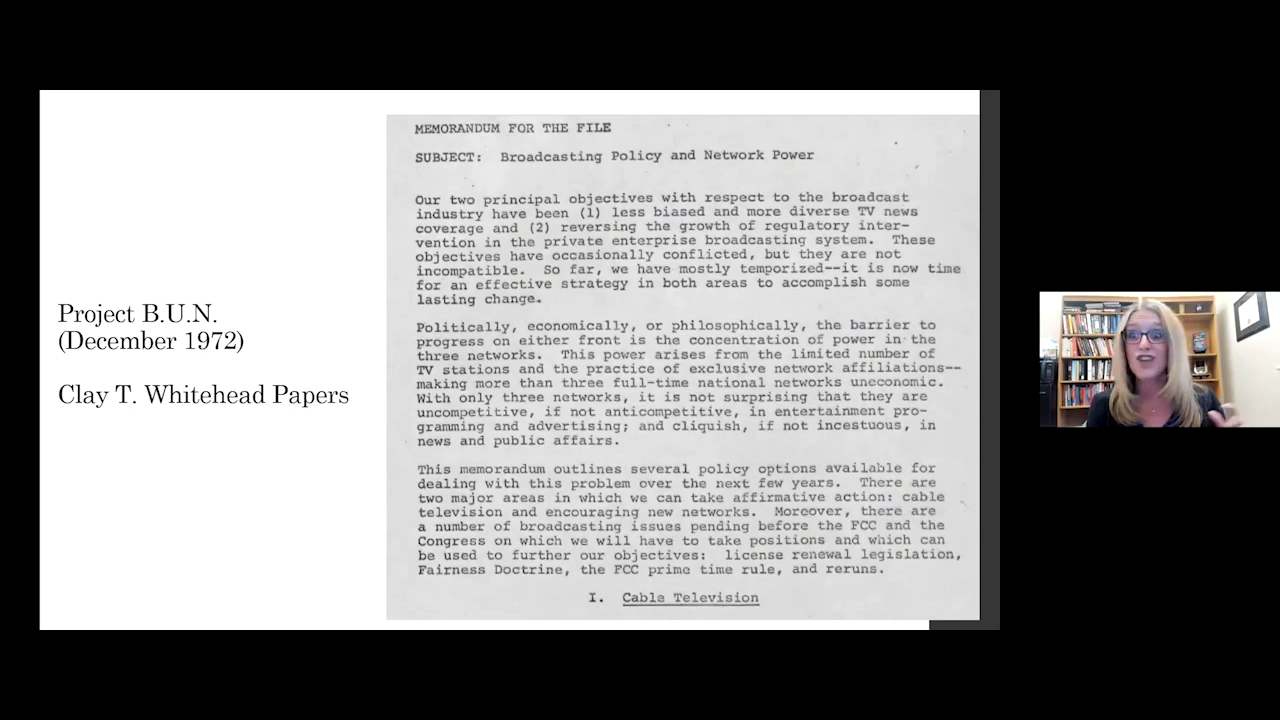 Project B.U.N.
(December 1972)
Clay T. Whitehead Papers
MEMORANDUM FOR THE FILE
SUBJECT: Broadcasting Policy and Network Power
Our two principal objectives with respect to the broadcast
industry have been (1) less biased and more diverse TV news
coverage and (2) reversing the growth of regulatory inter-
vention in the private enterprise broadcasting system. These
objectives have occasionally conflicted, but they are not
incompatible. So far, we have mostly temporized--it is now time
for an effective strategy in both areas to accomplish some
lasting change.
Politically, economically, or philosophically, the barrier to
progress on either front is the concentration of power in the
three networks. This power arises from the limited number of
TV stations and the practice of exclusive network affiliations--
making more than three full-time national networks uneconomic.
With only three networks, it is not surprising that they are
uncompetitive, if not anticompetitive, in entertainment pro-
gramming and advertising; and cliquish, if not incestuous, in
news and public affairs.
This memorandum outlines several policy options available for
dealing with this problem over the next few years. There are
two major areas in which we can take affirmative action: cable
television and encouraging new networks. Moreover, there are
a number of broadcasting issues pending before the FCC and the
Congress on which we will have to take positions and which can
be used to further our objectives: license renewal legislation,
Fairness Doctrine, the FCC prime time rule, and reruns.
I. Cable Television